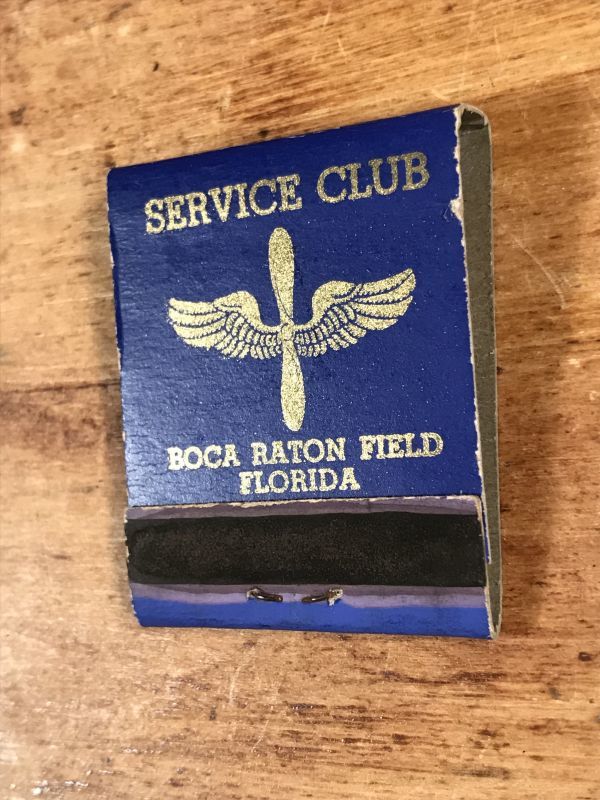 SERVICE CLUB
BOCA RATON FIELD
FLORIDA